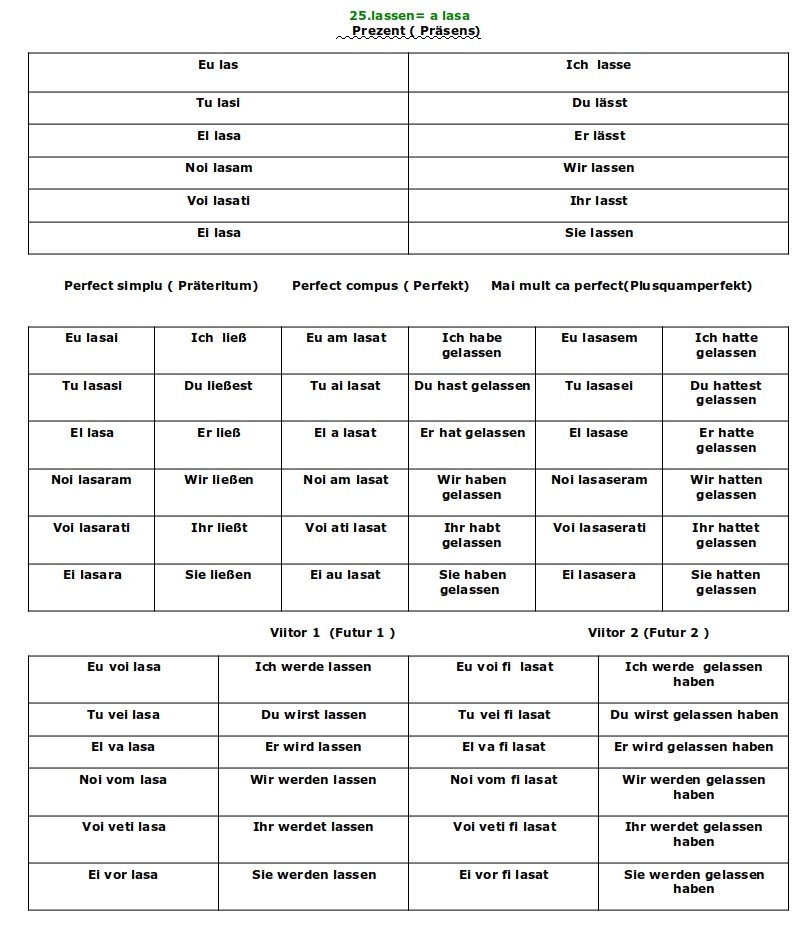 25.lassen= a lasa
Prezent ( Präsens)
Eu las Ich lasse
Tu lasi Du lässt
El lasa Er lässt
Noi lasam Wir lassen
Voi lasati Ihr lasst
Ei lasa Sie lassen
Perfect simplu ( Präteritum) Perfect compus ( Perfekt) Mai mult ca perfect(Plusquamperfekt)
Eu lasai Ich ließ Eu am lasat Ich habe gelassen Eu lasasem Ich hatte gelassen
Tu lasasi Du ließest Tu ai lasat Du hast gelassen Tu lasasei Du hattest gelassen
El lasa Er ließ El a lasat Er hat gelassen El lasase Er hatte gelassen
Noi lasaram Wir ließen Noi am lasat Wir haben gelassen Noi lasaseram Wir hatten gelassen
Voi lasarati Ihr ließt Voi ati lasat Ihr habt gelassen Voi lasaserati Ihr hattet gelassen
Ei lasara Sie ließen Ei au lasat Sie haben gelassen Ei lasasera Sie hatten gelassen
Viitor 1 (Futur 1 ) Viitor 2 (Futur 2 )
Eu voi lasa Ich werde lassen Eu voi fi lasat Ich werde gelassen haben
Tu vei lasa Du wirst lassen Tu vei fi lasat Du wirst gelassen haben
El va lasa Er wird lassen El va fi lasat Er wird gelassen haben
Noi vom lasa Wir werden lassen Noi vom fi lasat Wir werden gelassen haben
Voi veti lasa Ihr werdet lassen Voi veti fi lasat Ihr werdet gelassen haben
Ei vor lasa Sie werden lassen Ei vor fi lasat Sie werden gelassen haben